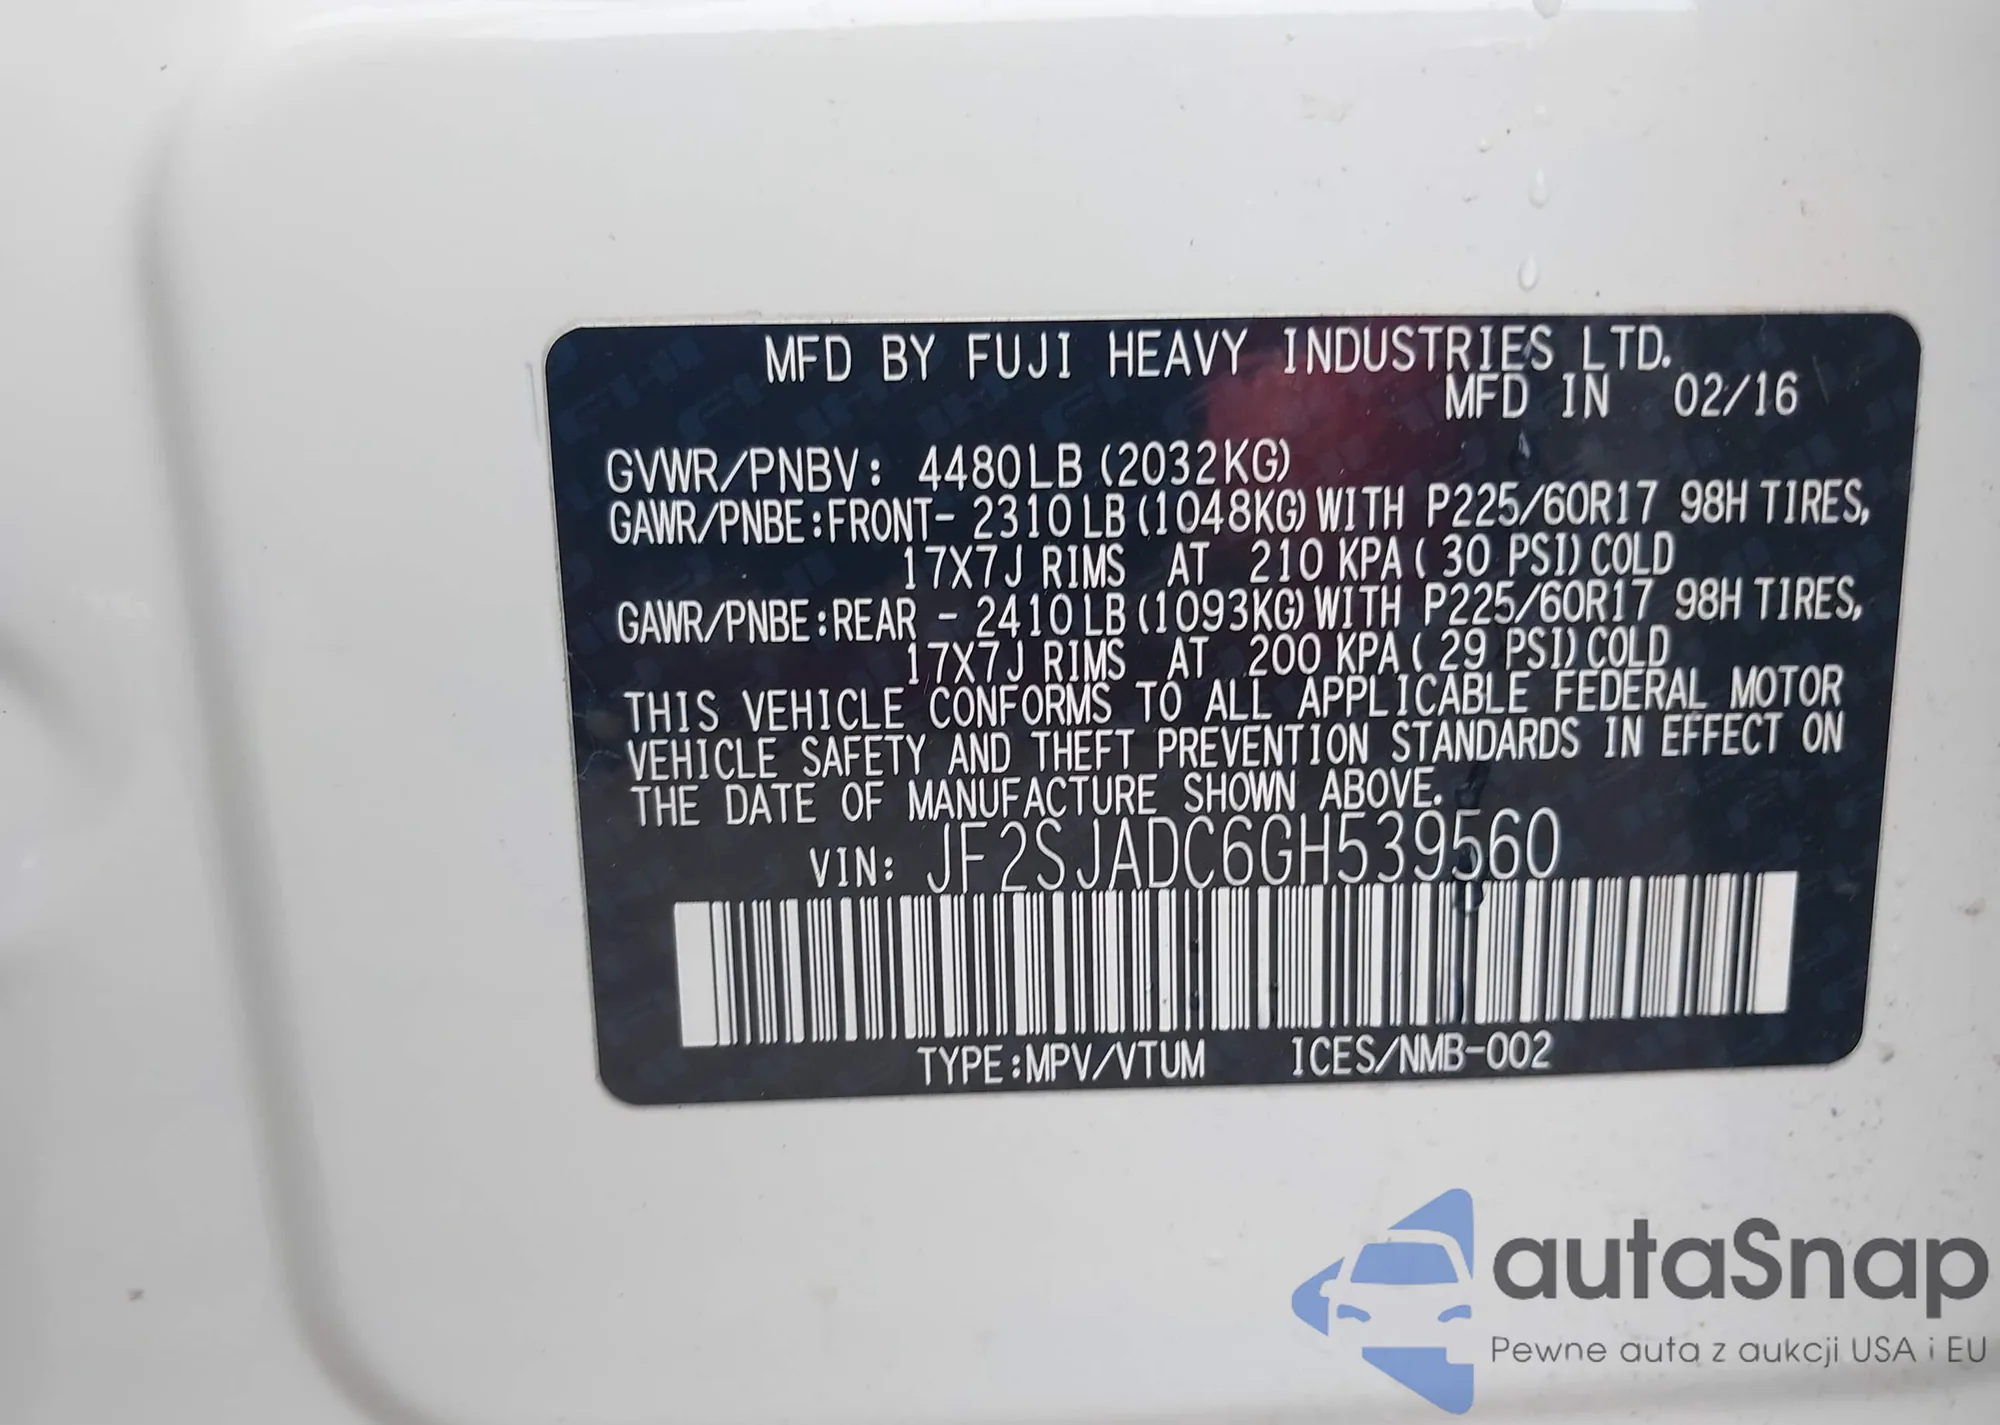 MFD BY FUJI HEAVY INDUSTRIES LTD.
MFD IN 02/16
GVWR/PNBV: 4480LB (2032KG)
GAWR/PNBE:FRONT- 2310LB (1048KG) WITH P225/60R17 98H TIRES,
17X7J RIMS AT 210 KPA ( 30 PSI) COLD
GAWR/PNBE:REAR - 2410LB (1093KG) WITH P225/60R17 98H TIRES,
17X7J RIMS AT 200 KPA ( 29 PSI) COLD
THIS VEHICLE CONFORMS TO ALL APPLICABLE FEDERAL MOTOR
VEHICLE SAFETY AND THEFT PREVENTION STANDARDS IN EFFECT ON
THE DATE OF MANUFACTURE SHOWN ABOVE.
VIN: JF2SJADC6GH539560
TYPE:MPV/VTUM ICES/NMB-002
autaSnap
Pewne auta z aukcji USA i EU